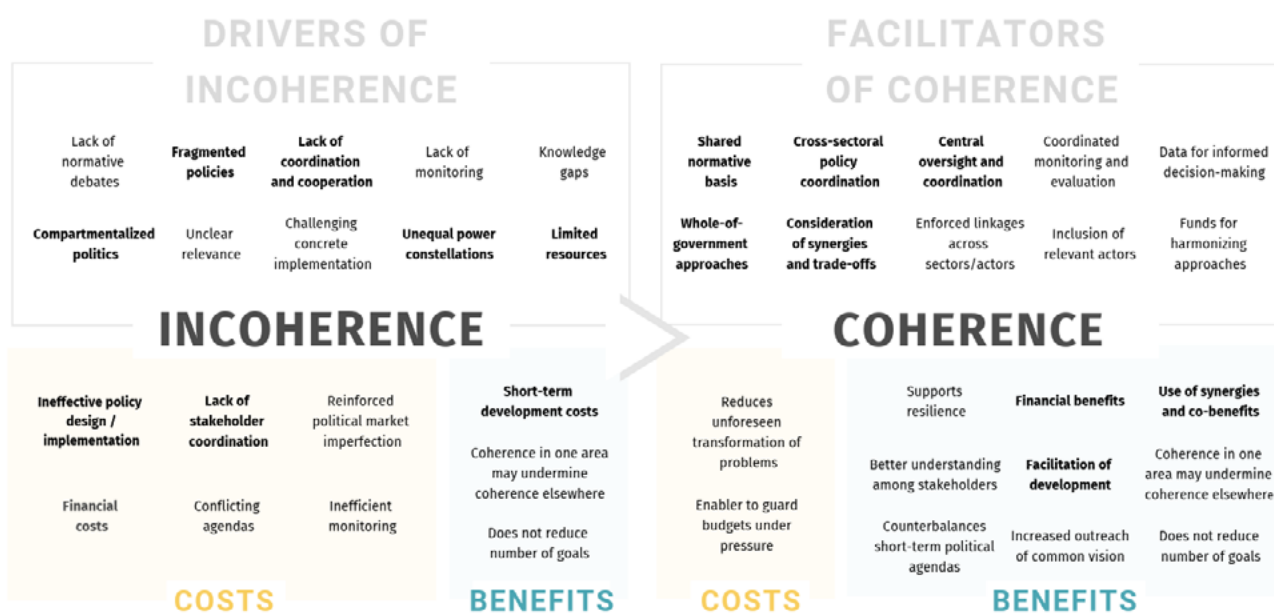 DRIVERS OF
INCOHERENCE
Lack of
normative
debates
Fragmented
policies
Lack of
coordination
and cooperation
Lack of
monitoring
Knowledge
gaps
Compartmentalized
politics
Unclear
relevance
Challenging
concrete
implementation
Unequal power
constellations
Limited
resources
INCOHERENCE
Ineffective policy
design /
implementation
Lack of
stakeholder
coordination
Reinforced
political market
imperfection
Financial
costs
Conflicting
agendas
Inefficient
monitoring
COSTS
Short-term
development costs
Coherence in one area
may undermine
coherence elsewhere
Does not reduce
number of goals
BENEFITS
FACILITATORS
OF COHERENCE
Shared
normative
basis
Cross-sectoral
policy
coordination
Central
oversight and
coordination
Coordinated
monitoring and
evaluation
Data for informed
decision-making
Whole-of-
government
approaches
Consideration
of synergies
and trade-offs
Enforced linkages
across
sectors/actors
Inclusion of
relevant actors
Funds for
harmonizing
approaches
COHERENCE
Reduces
unforeseen
transformation of
problems
Enabler to guard
budgets under
pressure
COSTS
Supports
resilience
Financial benefits
Use of synergies
and co-benefits
Better understanding
among stakeholders
Facilitation of
development
Coherence in one
area may undermine
coherence elsewhere
Counterbalances
short-term political
agendas
Increased outreach
of common vision
Does not reduce
number of goals
BENEFITS